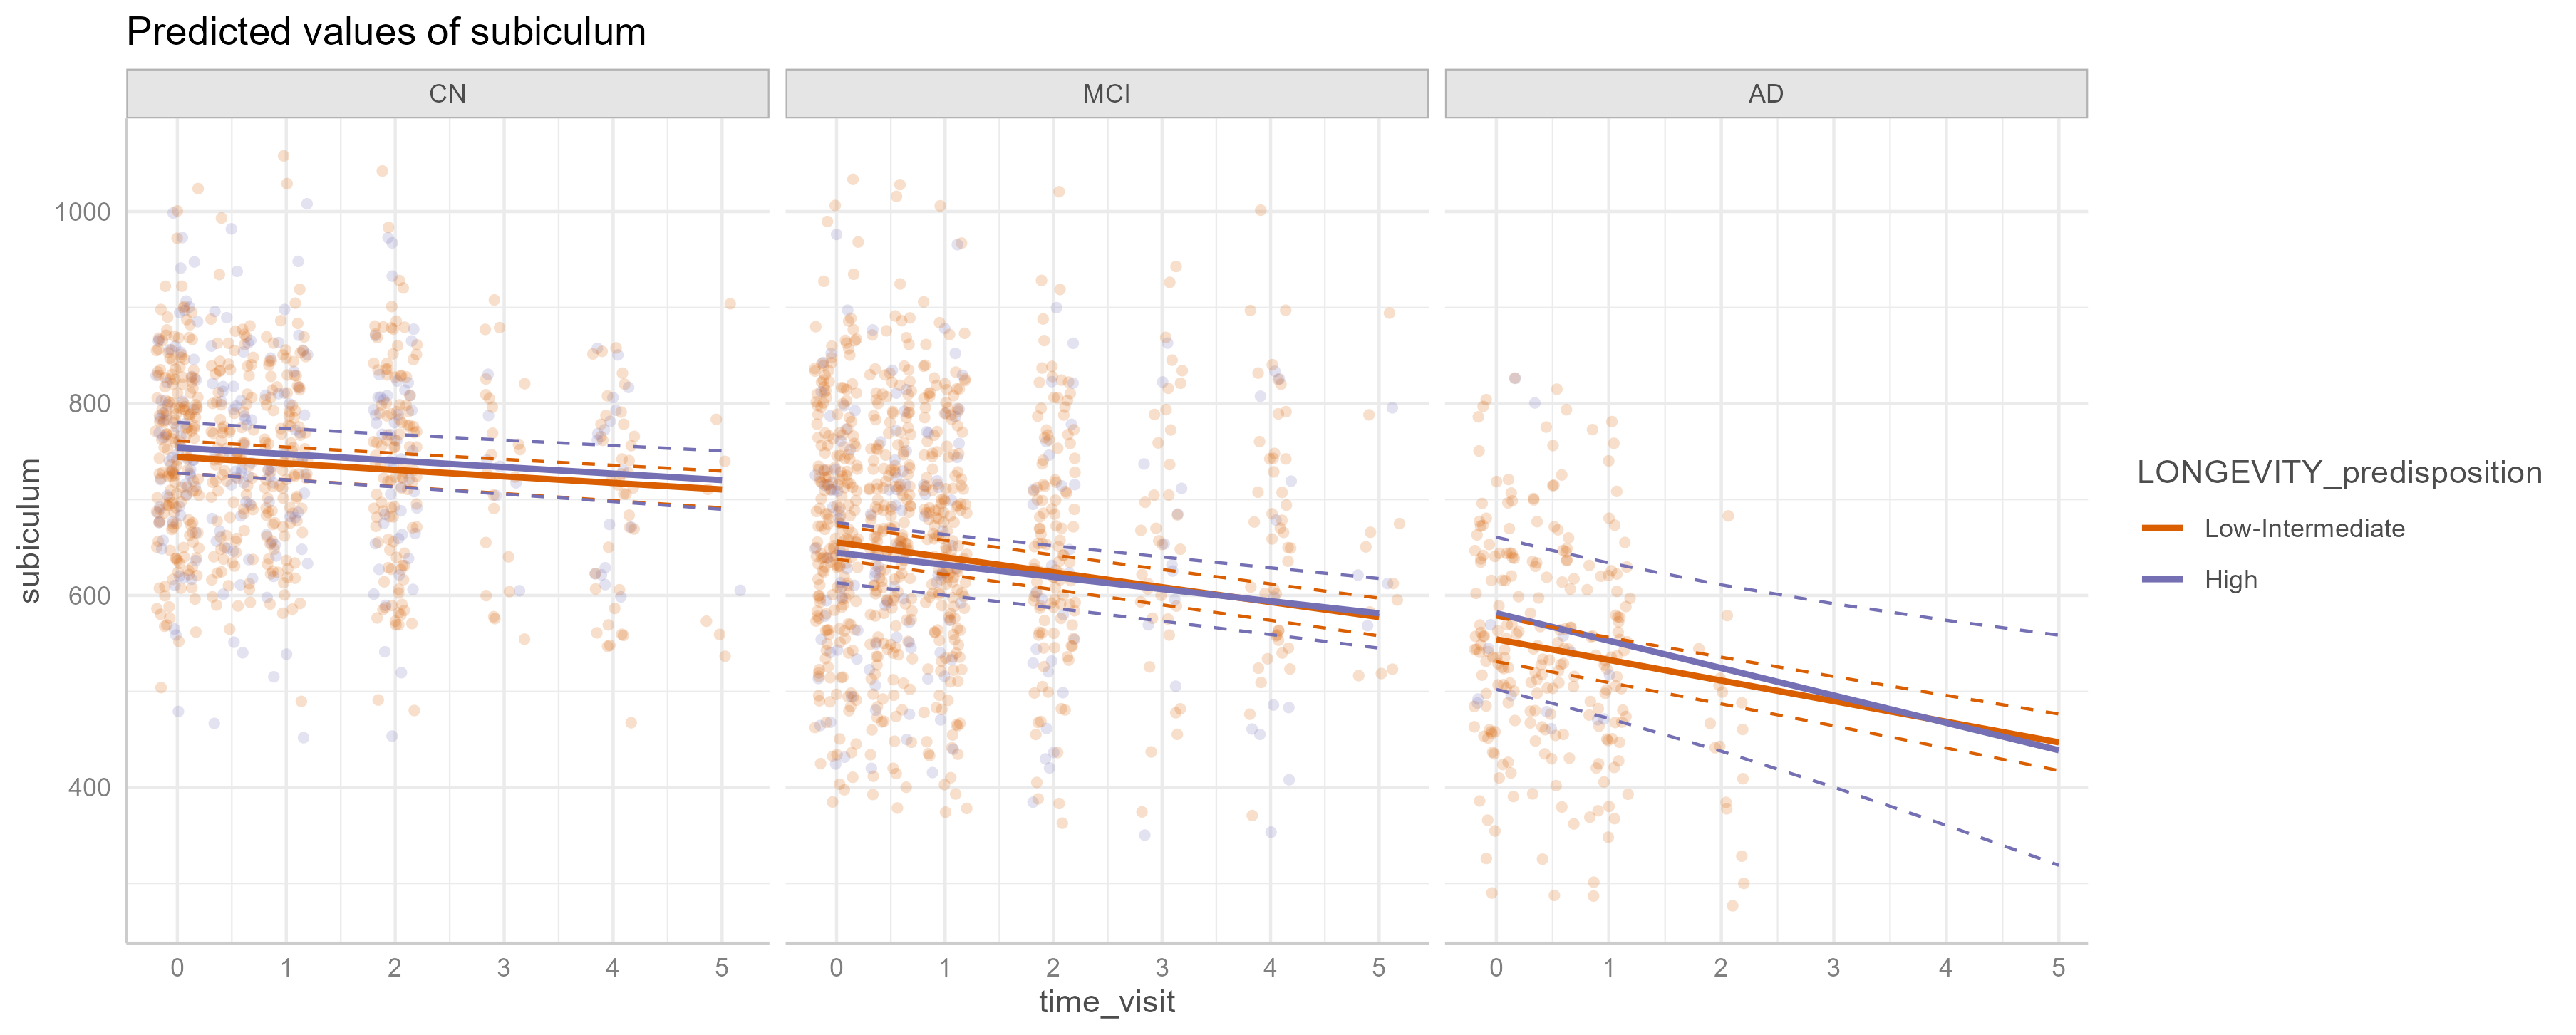 Predicted values of subiculum
CN
MCI
AD
subiculum
1000
800
600
400
0 1 2 3 4 5
0 1 2 3 4 5
0 1 2 3 4 5
time_visit
LONGEVITY_predisposition
Low-Intermediate
High